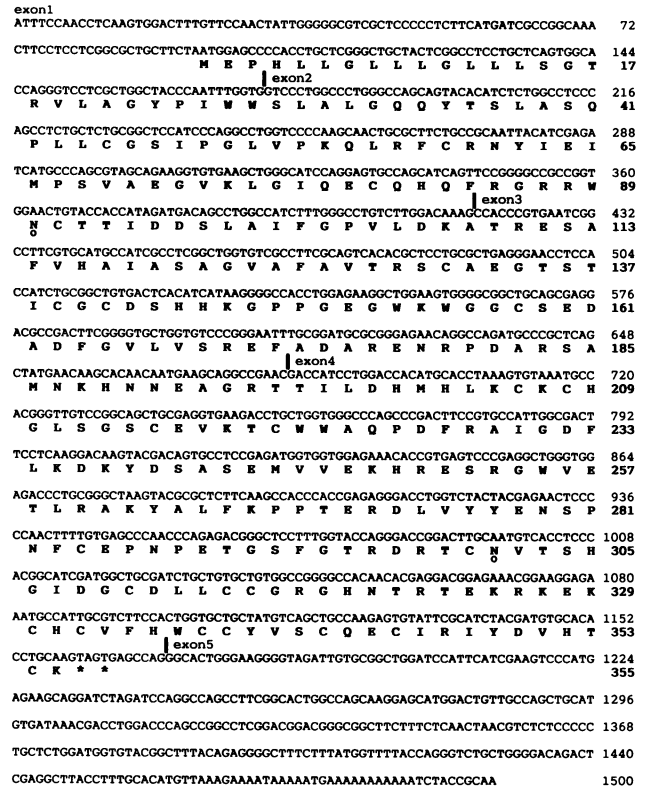 exon1
ATTTCCAACCTCAAGTGGACTTTGTTCCAACTATTGGGGGCGTCGCTCCCCCTCTTCATGATCGCCGGCAAA 72
CTTCCTCCTCGGCGCTGCTTCTAATGGAGCCCCACCTGCTCGGGCTGCTACTCGGCCTCCTGCTCAGTGGCA 144
M E P H L L G L L L G L L L S G T 17
exon2
CCAGGGTCCTCGCTGGCTACCCAATTTGGTGGTCCCTGGCCCTGGGCCAGCAGTACACATCTCTGGCCTCCC 216
R V L A G Y P I W W S L A L G Q Q Y T S L A S Q 41
AGCCTCTGCTCTGCGGCTCCATCCCAGGCCTGGTCCCCAAGCAACTGCGCTTCTGCCGCAATTACATCGAGA 288
P L L C G S I P G L V P K Q L R F C R N Y I E I 65
TCATGCCCAGCGTAGCAGAAGGTGTGAAGCTGGGCATCCAGGAGTGCCAGCATCAGTTCCGGGGCCGCCGGT 360
M P S V A E G V K L G I Q E C Q H Q F R G R R W 89
exon3
GGAACTGTACCACCATAGATGACAGCCTGGCCATCTTTGGGCCTGTCTTGGACAAAGCCACCCGTGAATCGG 432
N C T T I D D S L A I F G P V L D K A T R E S A 113
o
CCTTCGTGCATGCCATCGCCTCGGCTGGTGTCGCCTTCGCAGTCACACGCTCCTGCGCTGAGGGAACCTCCA 504
F V H A I A S A G V A F A V T R S C A E G T S T 137
CCATCTGCGGCTGTGACTCACATCATAAGGGGCCACCTGGAGAAGGCTGGAAGTGGGGCGGCTGCAGCGAGG 576
I C G C D S H H K G P P G E G W K W G G C S E D 161
ACGCCGACTTCGGGGTGCTGGTGTCCCGGGAATTTGCGGATGCGCGGGAGAACAGGCCAGATGCCCGCTCAG 648
A D F G V L V S R E F A D A R E N R P D A R S A 185
exon4
CTATGAACAAGCACAACAATGAAGCAGGCCGAACGACCATCCTGGACCACATGCACCTAAAGTGTAAATGCC 720
M N K H N N E A G R T T I L D H M H L K C K C H 209
ACGGGTTGTCCGGCAGCTGCGAGGTGAAGACCTGCTGGTGGGCCCAGCCCGACTTCCGTGCCATTGGCGACT 792
G L S G S C E V K T C W W A Q P D F R A I G D F 233
TCCTCAAGGACAAGTACGACAGTGCCTCCGAGATGGTGGTGGAGAAACACCGTGAGTCCCGAGGCTGGGTGG 864
L K D K Y D S A S E M V V E K H R E S R G W V E 257
AGACCCTGCGGGCTAAGTACGCGCTCTTCAAGCCACCCACCGAGAGGGACCTGGTCTACTACGAGAACTCCC 936
T L R A K Y A L F K P P T E R D L V Y Y E N S P 281
CCAACTTTTGTGAGCCCAACCCAGAGACGGGCTCCTTTGGTACCAGGGACCGGACTTGCAATGTCACCTCCC 1008
N F C E P N P E T G S F G T R D R T C N V T S H 305
o
ACGGCATCGATGGCTGCGATCTGCTGTGCTGTGGCCGGGGCCACAACACGAGGACGGAGAAACGGAAGGAGA 1080
G I D G C D L L C C G R G H N T R T E K R K E K 329
AATGCCATTGCGTCTTCCACTGGTGCTGCTATGTCAGCTGCCAAGAGTGTATTCGCATCTACGATGTGCACA 1152
C H C V F H W C C Y V S C Q E C I R I Y D V H T 353
exon5
CCTGCAAGTAGTGAGCCAGGGCACTGGGAAGGGGTAGATTGTGCGGCTGGATCCATTCATCGAAGTCCCATG 1224
C K * * 355
AGAAGCAGGATCTAGATCCAGGCCAGCCTTCGGCACTGGCCAGCAAGGAGCATGGACTGTTGCCAGCTGCAT 1296
GTGATAAACGACCTGGACCCAGCCGGCCTCGGACGGACGGGCGGCTTCTTTCTCAACTAACGTCTCTCCCCC 1368
TGCTCTGGATGGTGTACGGCTTTACAGAGGGGCTTTCTTTATGGTTTTACCAGGGTCTGCTGGGGACAGACT 1440
CGAGGCTTACCTTTGCACATGTTAAAGAAAATAAAAATGAAAAAAAAAAATCTACCGCAA 1500